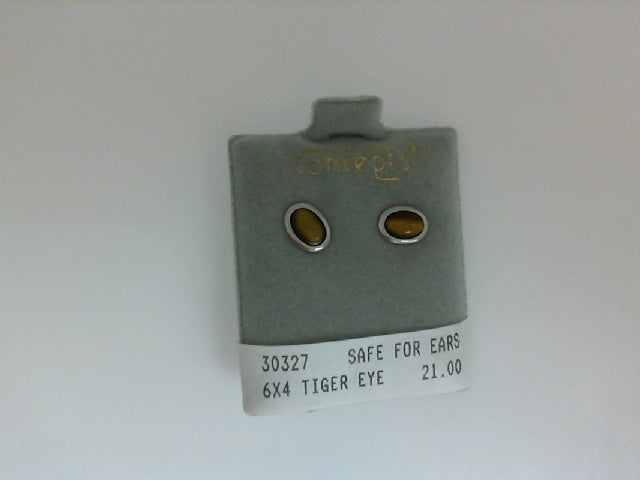 Concepts
30327 SAFE FOR EARS
6X4 TIGER EYE 21.00